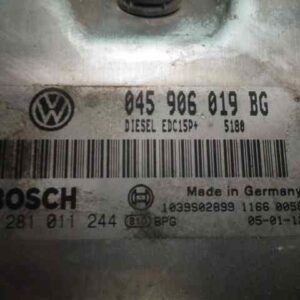 045 906 019 BG
DIESEL EDC15P+ 5180
BOSCH
Made in Germany
1039S02899 1166 005
281 011 244 BPG
05-01-1